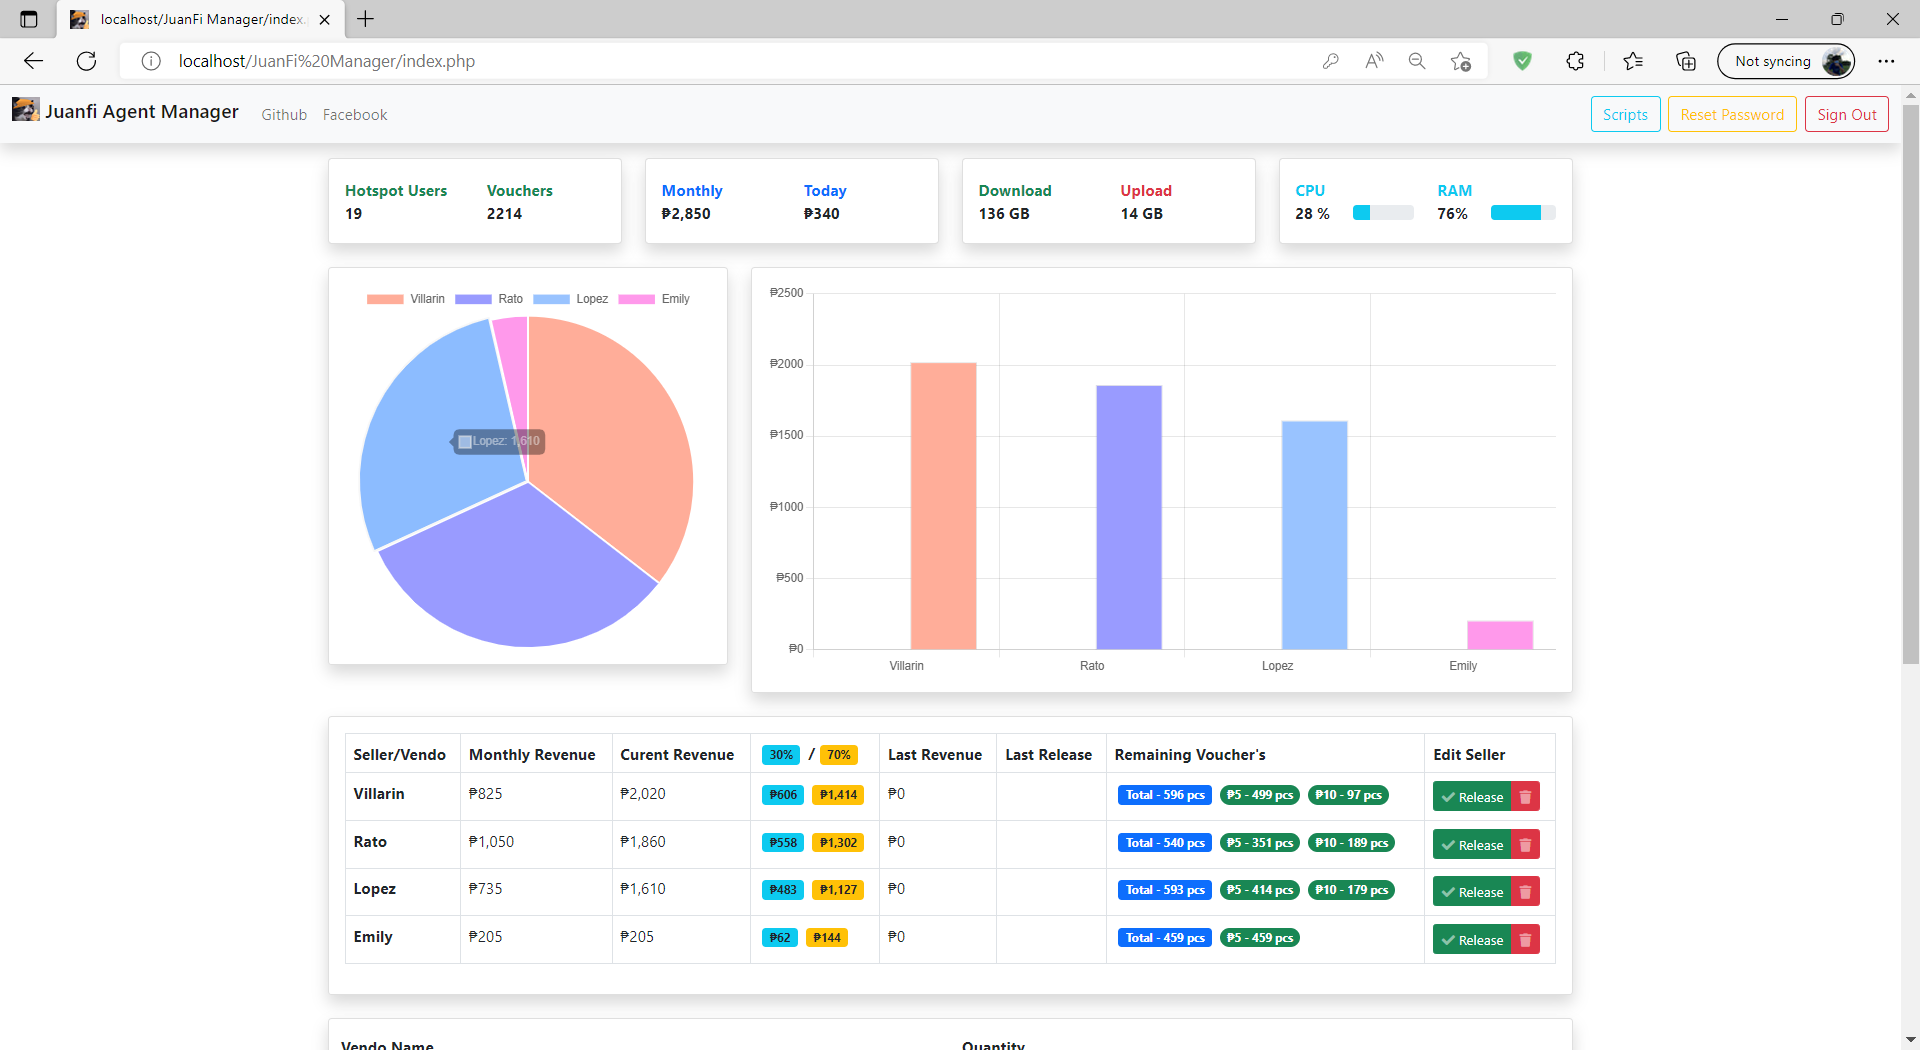 localhost/JuanFi Manager/index.
localhost/JuanFi%20Manager/index.php
Not syncing
Juanfi Agent Manager Github Facebook Scripts Reset Password Sign Out
Hotspot Users Vouchers Monthly Today Download Upload CPU RAM
19 2214 ₱2,850 ₱340 136 GB 14 GB 28 % 76%
Villarin Rato Lopez Emily
Lopez: 1,610
₱2500
₱2000
₱1500
₱1000
₱500
₱0
Villarin Rato Lopez Emily
Seller/Vendo Monthly Revenue Curent Revenue 30% / 70% Last Revenue Last Release Remaining Voucher's Edit Seller
Villarin ₱825 ₱2,020 ₱606 ₱1,414 ₱0 Total - 596 pcs ₱5 - 499 pcs ₱10 - 97 pcs Release
Rato ₱1,050 ₱1,860 ₱558 ₱1,302 ₱0 Total - 540 pcs ₱5 - 351 pcs ₱10 - 189 pcs Release
Lopez ₱735 ₱1,610 ₱483 ₱1,127 ₱0 Total - 593 pcs ₱5 - 414 pcs ₱10 - 179 pcs Release
Emily ₱205 ₱205 ₱62 ₱144 ₱0 Total - 459 pcs ₱5 - 459 pcs Release
Vendo Name Quantity